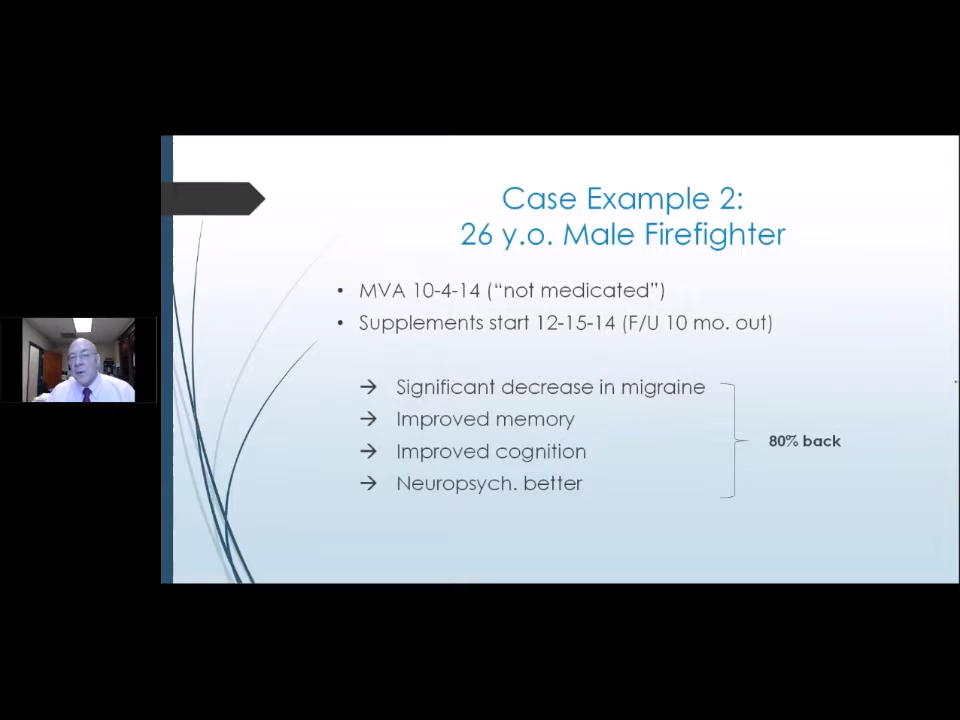 Case Example 2:
26 y.o. Male Firefighter
• MVA 10-4-14 (“not medicated”)
• Supplements start 12-15-14 (F/U 10 mo. out)
→ Significant decrease in migraine
→ Improved memory
→ Improved cognition
→ Neuropsych. better
80% back